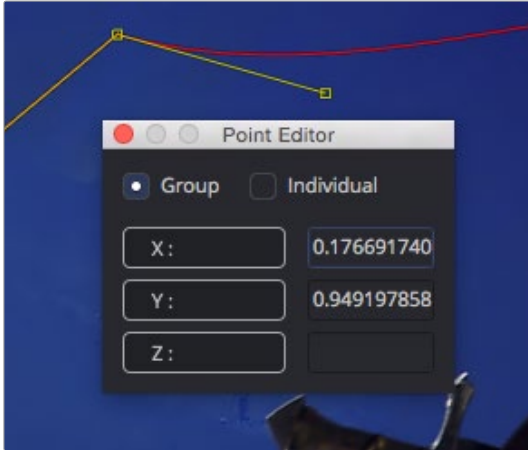 Point Editor
Group Individual
X: 0.176691740
Y: 0.949197858
Z: